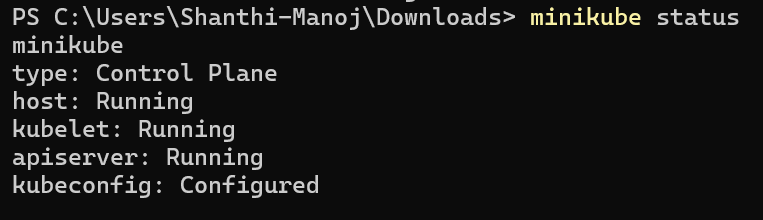 PS C:\Users\Shanthi-Manoj\Downloads> minikube status
minikube
type: Control Plane
host: Running
kubelet: Running
apiserver: Running
kubeconfig: Configured